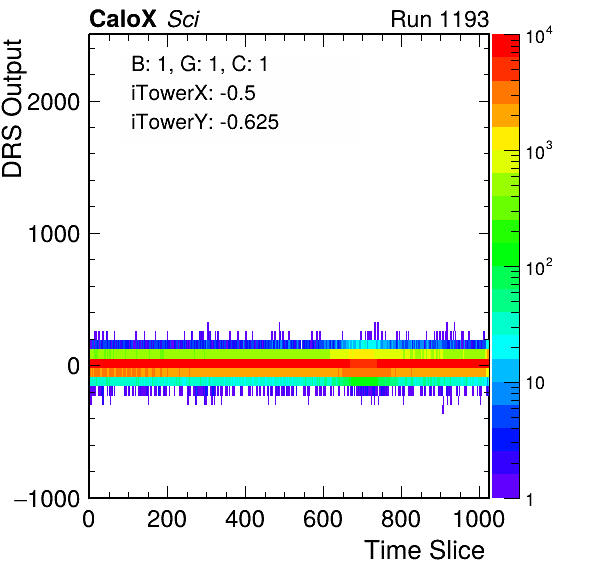 CaloX Sci Run 1193
B: 1, G: 1, C: 1
iTowerX: -0.5
iTowerY: -0.625
DRS Output
2000
1000
0
−1000
0 200 400 600 800 1000
Time Slice
10^4
10^3
10^2
10
1